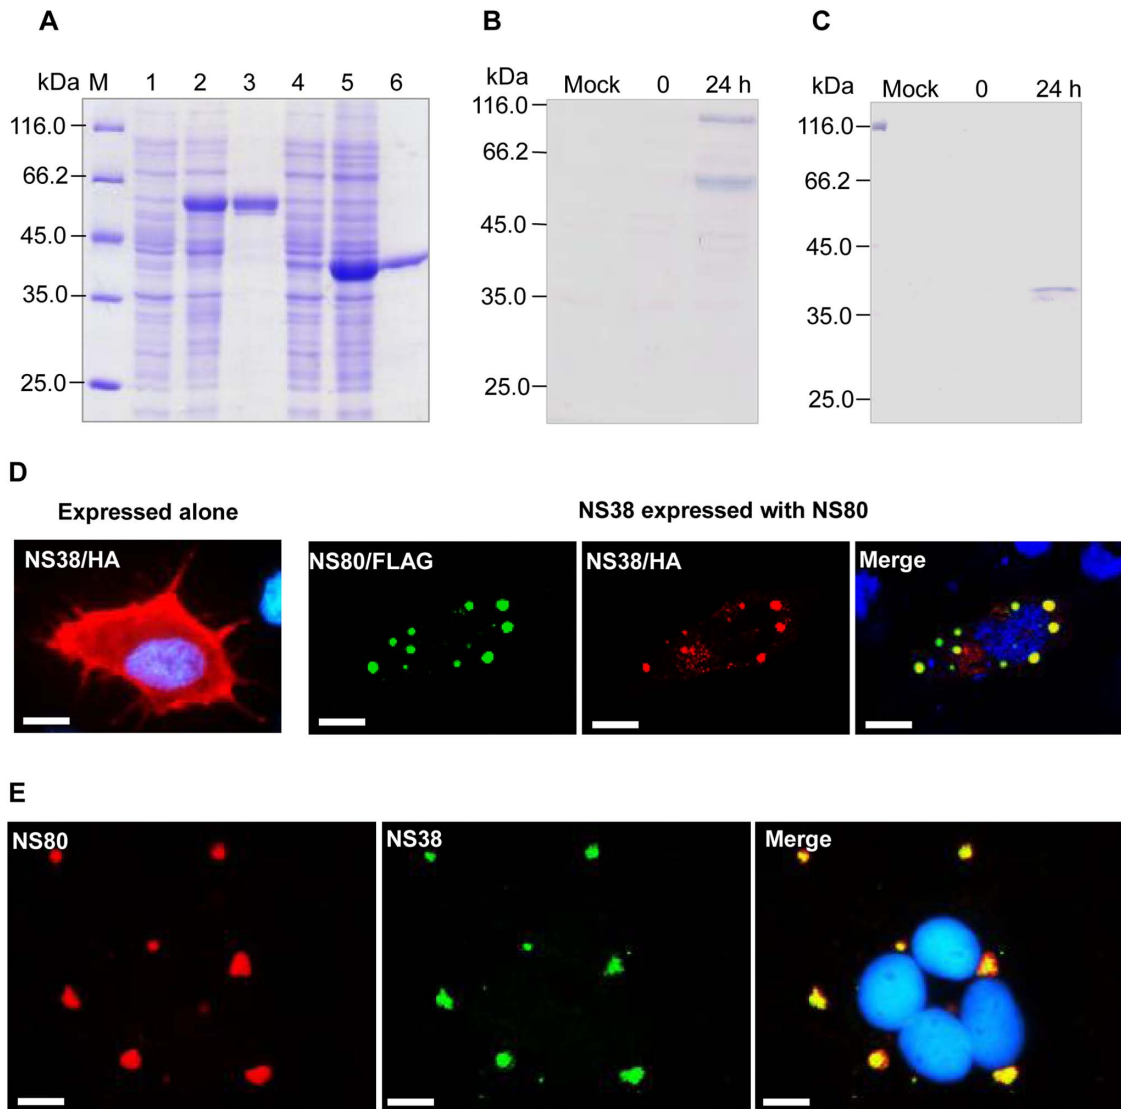 A
kDa M 1 2 3 4 5 6
116.0
66.2
45.0
35.0
25.0
B
kDa Mock 0 24 h
116.0
66.2
45.0
35.0
25.0
C
kDa Mock 0 24 h
116.0
66.2
45.0
35.0
25.0
D
Expressed alone
NS38 expressed with NS80
NS38/HA
NS80/FLAG
NS38/HA
Merge
E
NS80
NS38
Merge